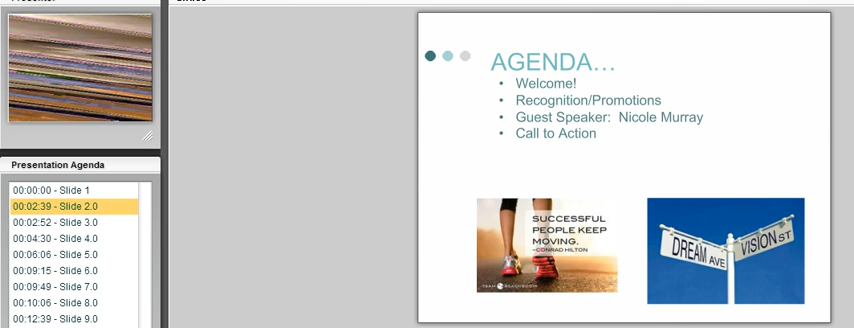 Presentation Agenda
00:00:00 - Slide 1
00:02:39 - Slide 2.0
00:02:52 - Slide 3.0
00:04:30 - Slide 4.0
00:06:06 - Slide 5.0
00:09:15 - Slide 6.0
00:09:49 - Slide 7.0
00:10:06 - Slide 8.0
00:12:39 - Slide 9.0
AGENDA...
• Welcome!
• Recognition/Promotions
• Guest Speaker: Nicole Murray
• Call to Action
SUCCESSFUL
PEOPLE KEEP
MOVING.
–CONRAD HILTON
DREAM AVE
VISION ST